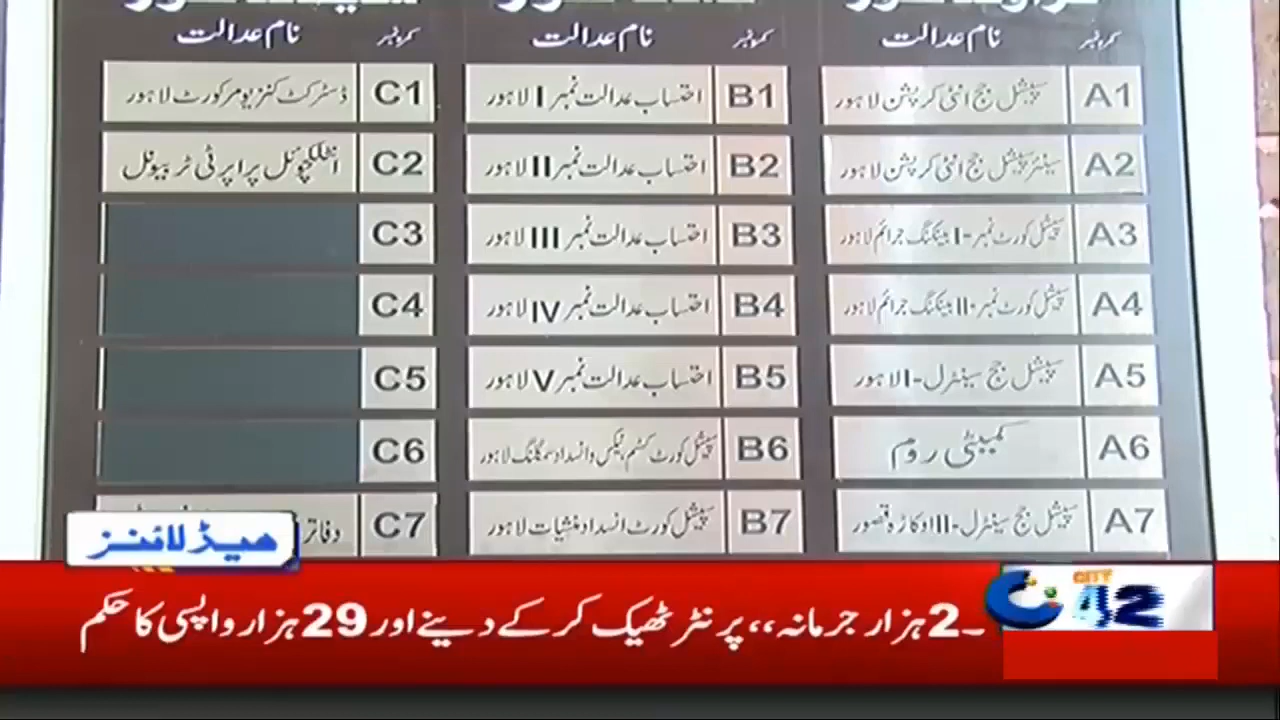 نام عدالت کمرہ نمبر
A1 سپیشل جج انٹی کرپشن لاہور
A2 سینئر سپیشل جج انٹی کرپشن لاہور
A3 سپیشل کورٹ نمبر-I بینکنگ جرائم لاہور
A4 سپیشل کورٹ نمبر-II بینکنگ جرائم لاہور
A5 سپیشل جج سینٹرل-I لاہور
A6 کمیٹی روم
A7 سپیشل جج سینٹرل-II اوکاڑہ قصور
نام عدالت کمرہ نمبر
B1 احتساب عدالت نمبر I لاہور
B2 احتساب عدالت نمبر II لاہور
B3 احتساب عدالت نمبر III لاہور
B4 احتساب عدالت نمبر IV لاہور
B5 احتساب عدالت نمبر V لاہور
B6 سپیشل کورٹ کسٹم، ٹیکس و انسداد سمگلنگ لاہور
B7 سپیشل کورٹ انسداد منشیات لاہور
نام عدالت کمرہ نمبر
C1 ڈسٹرکٹ کنزیومر کورٹ لاہور
C2 انٹلکچوئل پراپرٹی ٹربیونل
C3
C4
C5
C6
C7 دفاتر
ہیڈلائنز
CITY 42
۔2 ہزار جرمانہ،، پرنٹر ٹھیک کر کے دینے اور 29 ہزار واپسی کا حکم